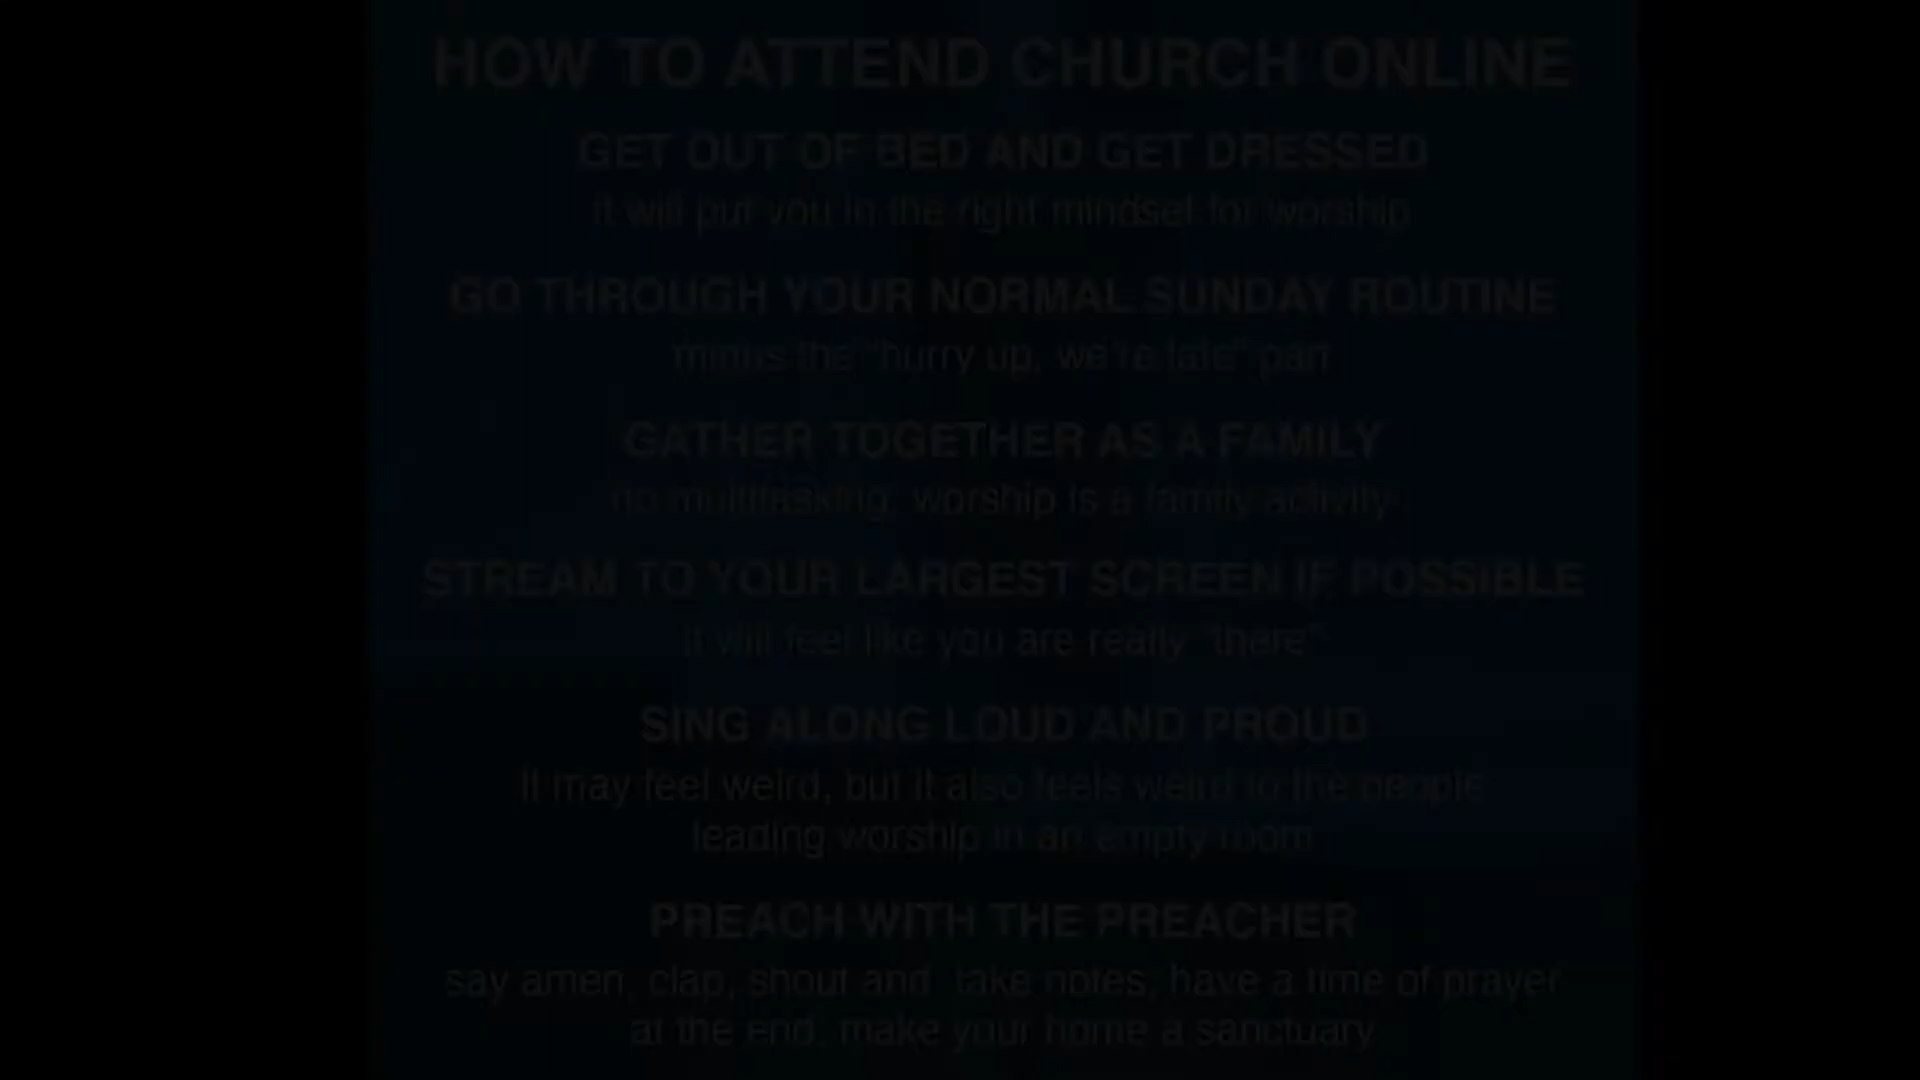 HOW TO ATTEND CHURCH ONLINE
GET OUT OF BED AND GET DRESSED
it will put you in the right mindset for worship
GO THROUGH YOUR NORMAL SUNDAY ROUTINE
minus the "hurry up, we're late" part
GATHER TOGETHER AS A FAMILY
no multitasking, worship is a family activity
STREAM TO YOUR LARGEST SCREEN IF POSSIBLE
it will feel like you are really "there"
SING ALONG LOUD AND PROUD
it may feel weird, but it also feels weird to the people
leading worship in an empty room
PREACH WITH THE PREACHER
say amen, clap, shout and take notes; have a time of prayer
at the end; make your home a sanctuary